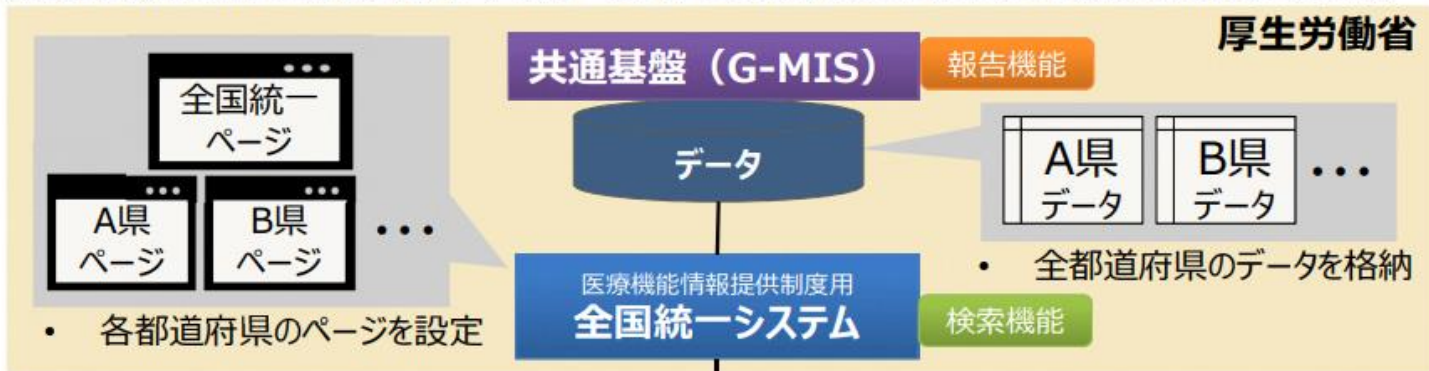 厚生労働省
共通基盤（G-MIS）
報告機能
データ
全国統一
ページ
A県
ページ
B県
ページ
・・・
• 各都道府県のページを設定
A県
データ
B県
データ
・・・
• 全都道府県のデータを格納
医療機能情報提供制度用
全国統一システム
検索機能